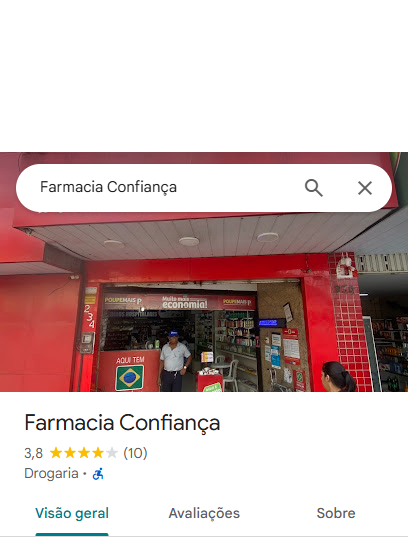 Farmacia Confiança
POUPEMAIS
Muito mais
economia!
POUPEMAIS
AQUI TEM
Farmacia Confiança
3,8 (10)
Drogaria ·
Visão geral Avaliações Sobre